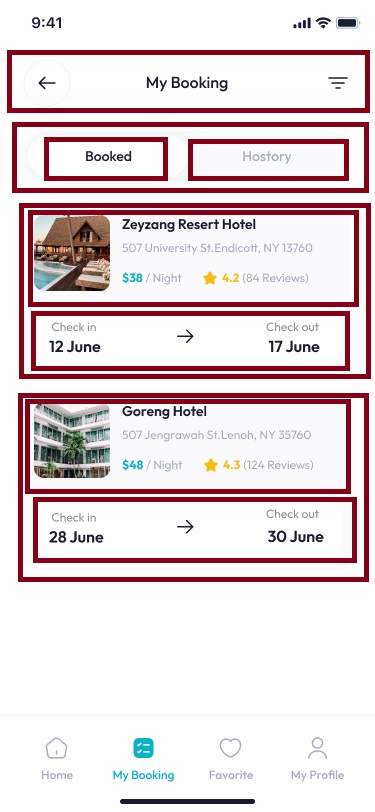 9:41
My Booking
Booked Hostory
Zeyzang Resert Hotel
507 University St.Endicott, NY 13760
$38 / Night 4.2 (84 Reviews)
Check in Check out
12 June 17 June
Goreng Hotel
507 Jengrawah St.Lenoh, NY 35760
$48 / Night 4.3 (124 Reviews)
Check in Check out
28 June 30 June
Home My Booking Favorite My Profile